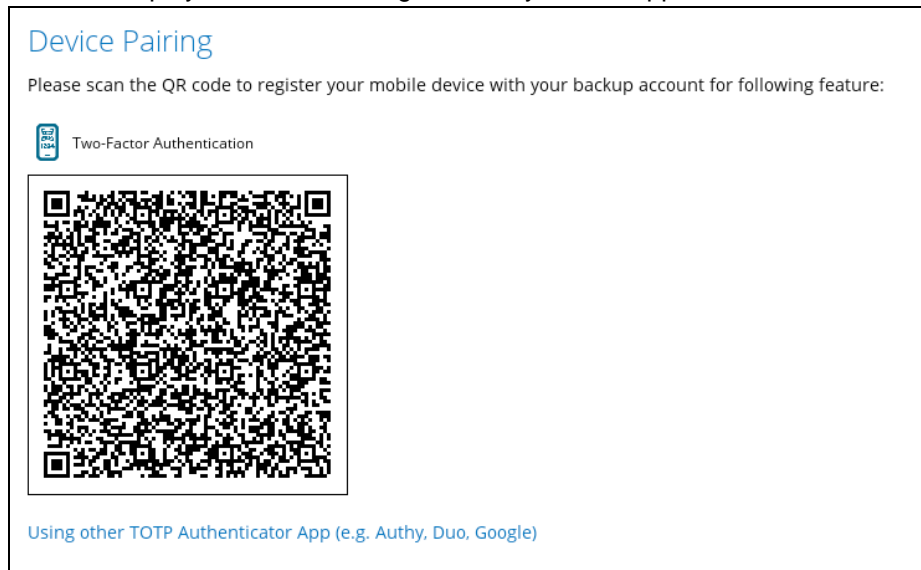 Device Pairing
Please scan the QR code to register your mobile device with your backup account for following feature:
Two-Factor Authentication
Using other TOTP Authenticator App (e.g. Authy, Duo, Google)